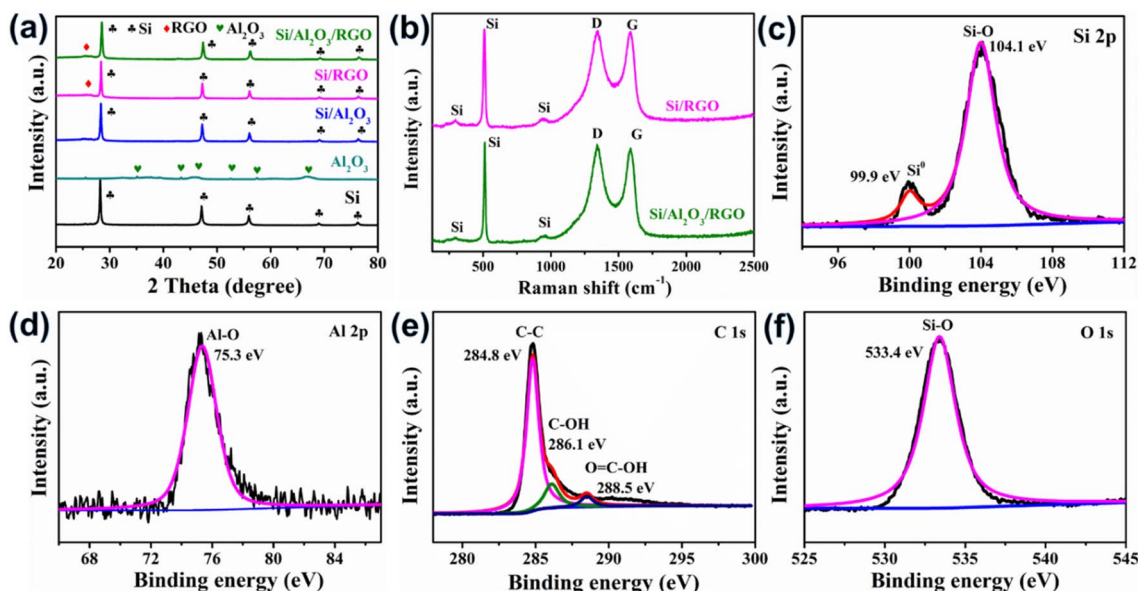 (a) ♣ ♣ Si ♦ RGO ♥ Al₂O₃
Si/Al₂O₃/RGO
Si/RGO
Si/Al₂O₃
Al₂O₃
Si
Intensity (a.u.)
20 30 40 50 60 70 80
2 Theta (degree)
(b)
Si D G
Si Si
Si/RGO
Si D G
Si Si
Si/Al₂O₃/RGO
Intensity (a.u.)
500 1000 1500 2000 2500
Raman shift (cm⁻¹)
(c) Si 2p
Si-O
104.1 eV
Si⁰
99.9 eV
Intensity (a.u.)
96 100 104 108 112
Binding energy (eV)
(d) Al 2p
Al-O
75.3 eV
Intensity (a.u.)
68 72 76 80 84
Binding energy (eV)
(e) C 1s
C-C
284.8 eV
C-OH
286.1 eV
O=C-OH
288.5 eV
Intensity (a.u.)
280 285 290 295 300
Binding energy (eV)
(f) O 1s
Si-O
533.4 eV
Intensity (a.u.)
525 530 535 540 545
Binding energy (eV)